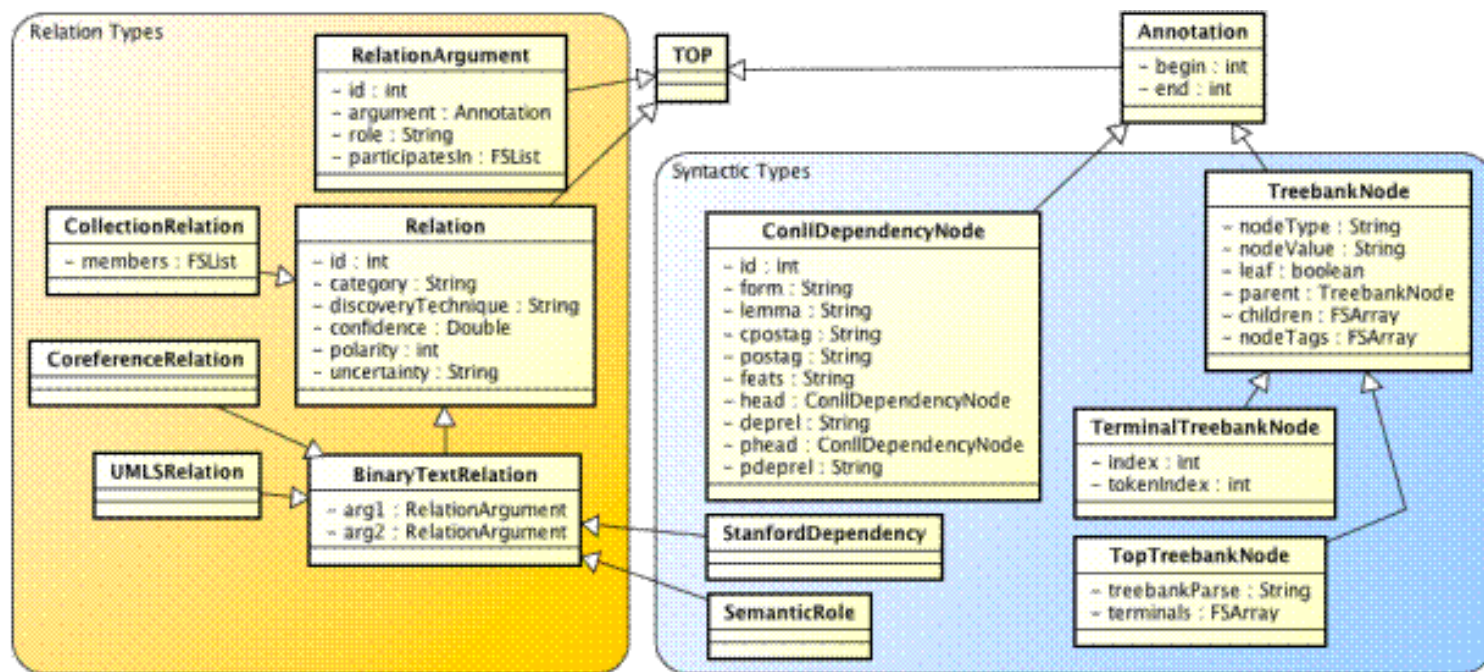 Relation Types
RelationArgument
~ id : int
~ argument : Annotation
~ role : String
~ participatesIn : FSList
TOP
Annotation
~ begin : int
~ end : int
CollectionRelation
~ members : FSList
Relation
~ id : int
~ category : String
~ discoveryTechnique : String
~ confidence : Double
~ polarity : int
~ uncertainty : String
CoreferenceRelation
UMLSRelation
BinaryTextRelation
~ arg1 : RelationArgument
~ arg2 : RelationArgument
Syntactic Types
ConllDependencyNode
~ id : int
~ form : String
~ lemma : String
~ cpostag : String
~ postag : String
~ feats : String
~ head : ConllDependencyNode
~ deprel : String
~ phead : ConllDependencyNode
~ pdeprel : String
TreebankNode
~ nodeType : String
~ nodeValue : String
~ leaf : boolean
~ parent : TreebankNode
~ children : FSArray
~ nodeTags : FSArray
TerminalTreebankNode
~ index : int
~ tokenIndex : int
StanfordDependency
TopTreebankNode
~ treebankParse : String
~ terminals : FSArray
SemanticRole